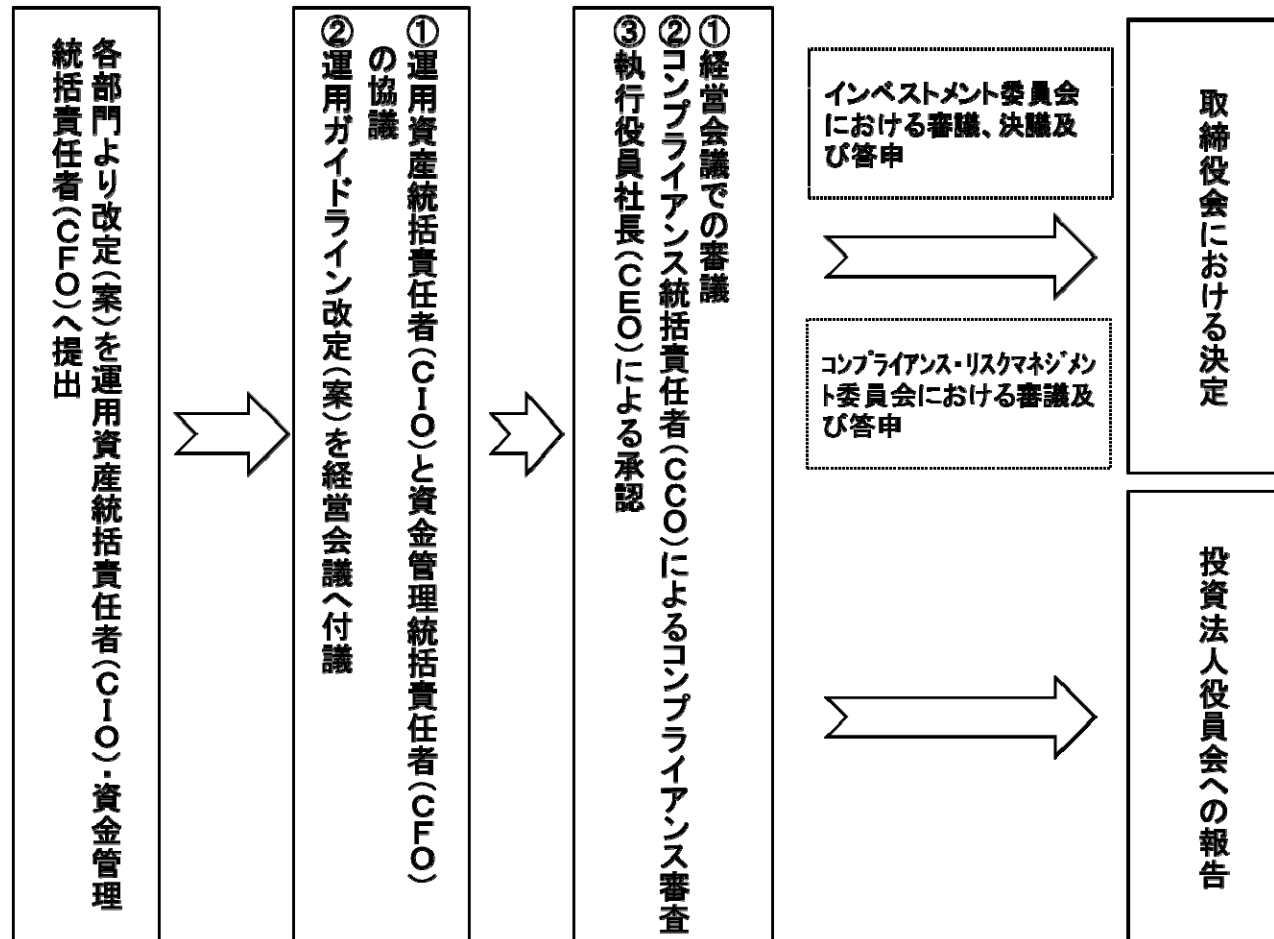 各部門より改定(案)を運用資産統括責任者(CIO)・資金管理
統括責任者(CFO)へ提出
①運用資産統括責任者(CIO)と資金管理統括責任者(CFO)
の協議
②運用ガイドライン改定(案)を経営会議へ付議
①経営会議での審議
②コンプライアンス統括責任者(CCO)によるコンプライアンス審査
③執行役員社長(CEO)による承認
インベストメント委員会
における審議、決議及
び答申
コンプライアンス・リスクマネジメン
ト委員会における審議及
び答申
取締役会における決定
投資法人役員会への報告